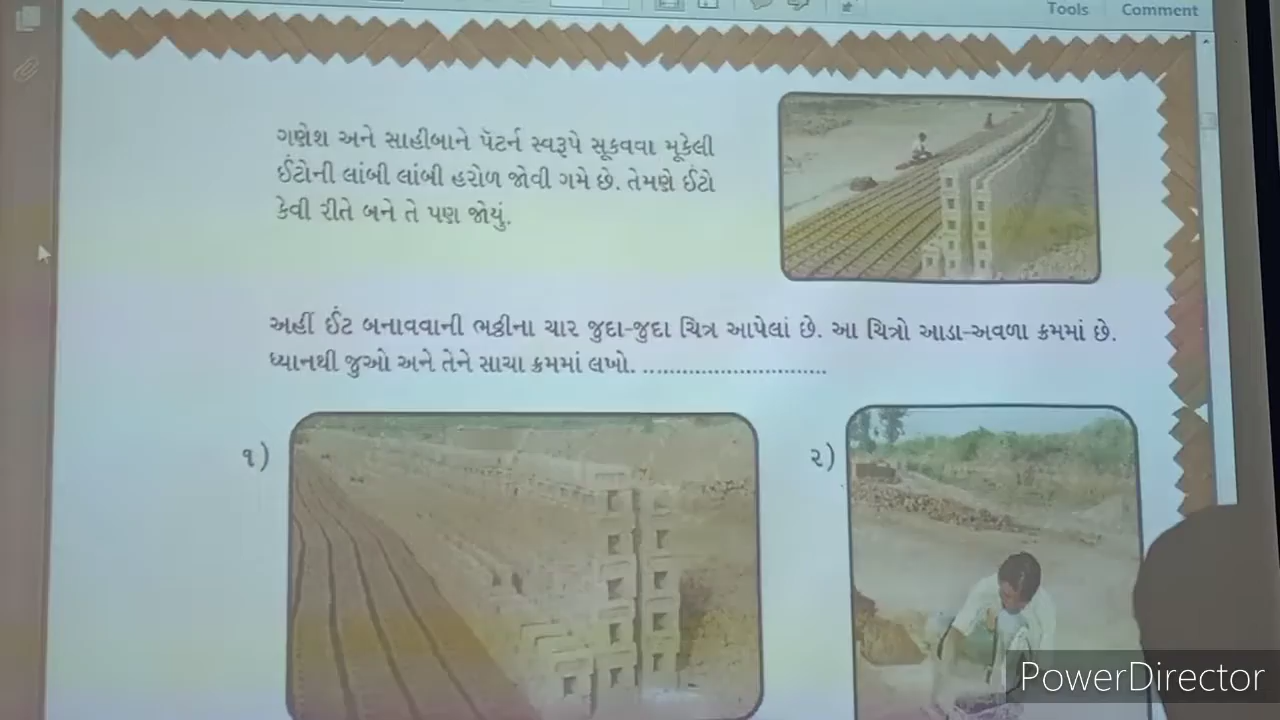 Tools
Comment
ગણેશ અને સાહીબાને પૅટર્ન સ્વરૂપે સૂકવવા મૂકેલી
ઈંટોની લાંબી લાંબી હરોળ જોવી ગમે છે. તેમણે ઈંટો
કેવી રીતે બને તે પણ જોયું.
અહીં ઈંટ બનાવવાની ભઠ્ઠીના ચાર જુદા-જુદા ચિત્ર આપેલાં છે. આ ચિત્રો આડા-અવળા ક્રમમાં છે.
ધ્યાનથી જુઓ અને તેને સાચા ક્રમમાં લખો. ............................
૧)
૨)
PowerDirector